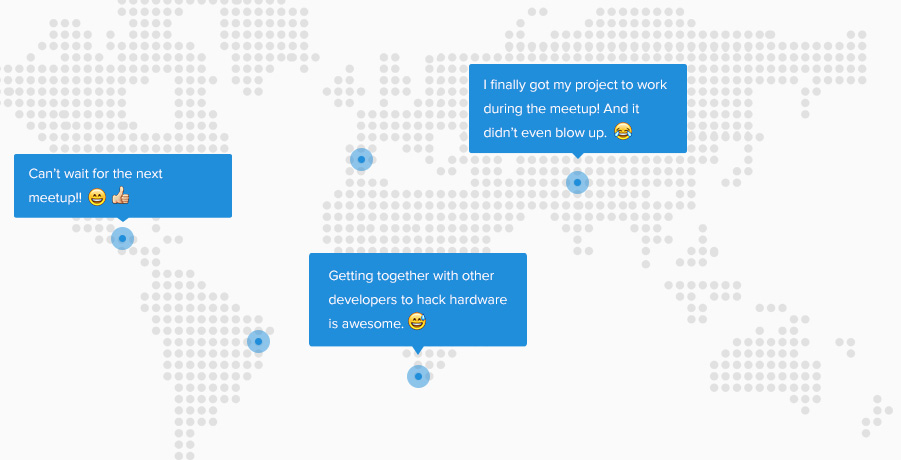 I finally got my project to work
during the meetup! And it
didn't even blow up. 😂
Can't wait for the next
meetup!! 😄 👍
Getting together with other
developers to hack hardware
is awesome. 😅